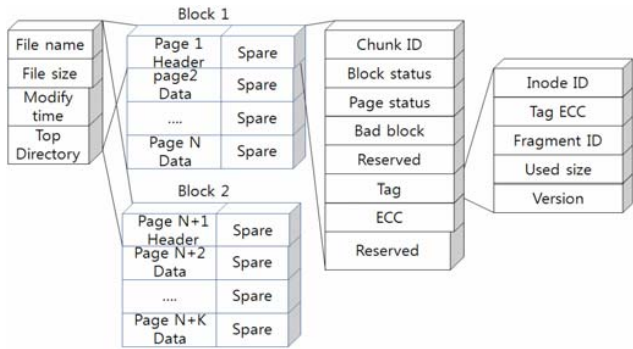 File name
File size
Modify
time
Top
Directory
Block 1
Page 1
Header
Spare
page2
Data
Spare
....
Spare
Page N
Data
Spare
Block 2
Page N+1
Header
Spare
Page N+2
Data
Spare
....
Spare
Page N+K
Data
Spare
Chunk ID
Block status
Page status
Bad block
Reserved
Tag
ECC
Reserved
Inode ID
Tag ECC
Fragment ID
Used size
Version